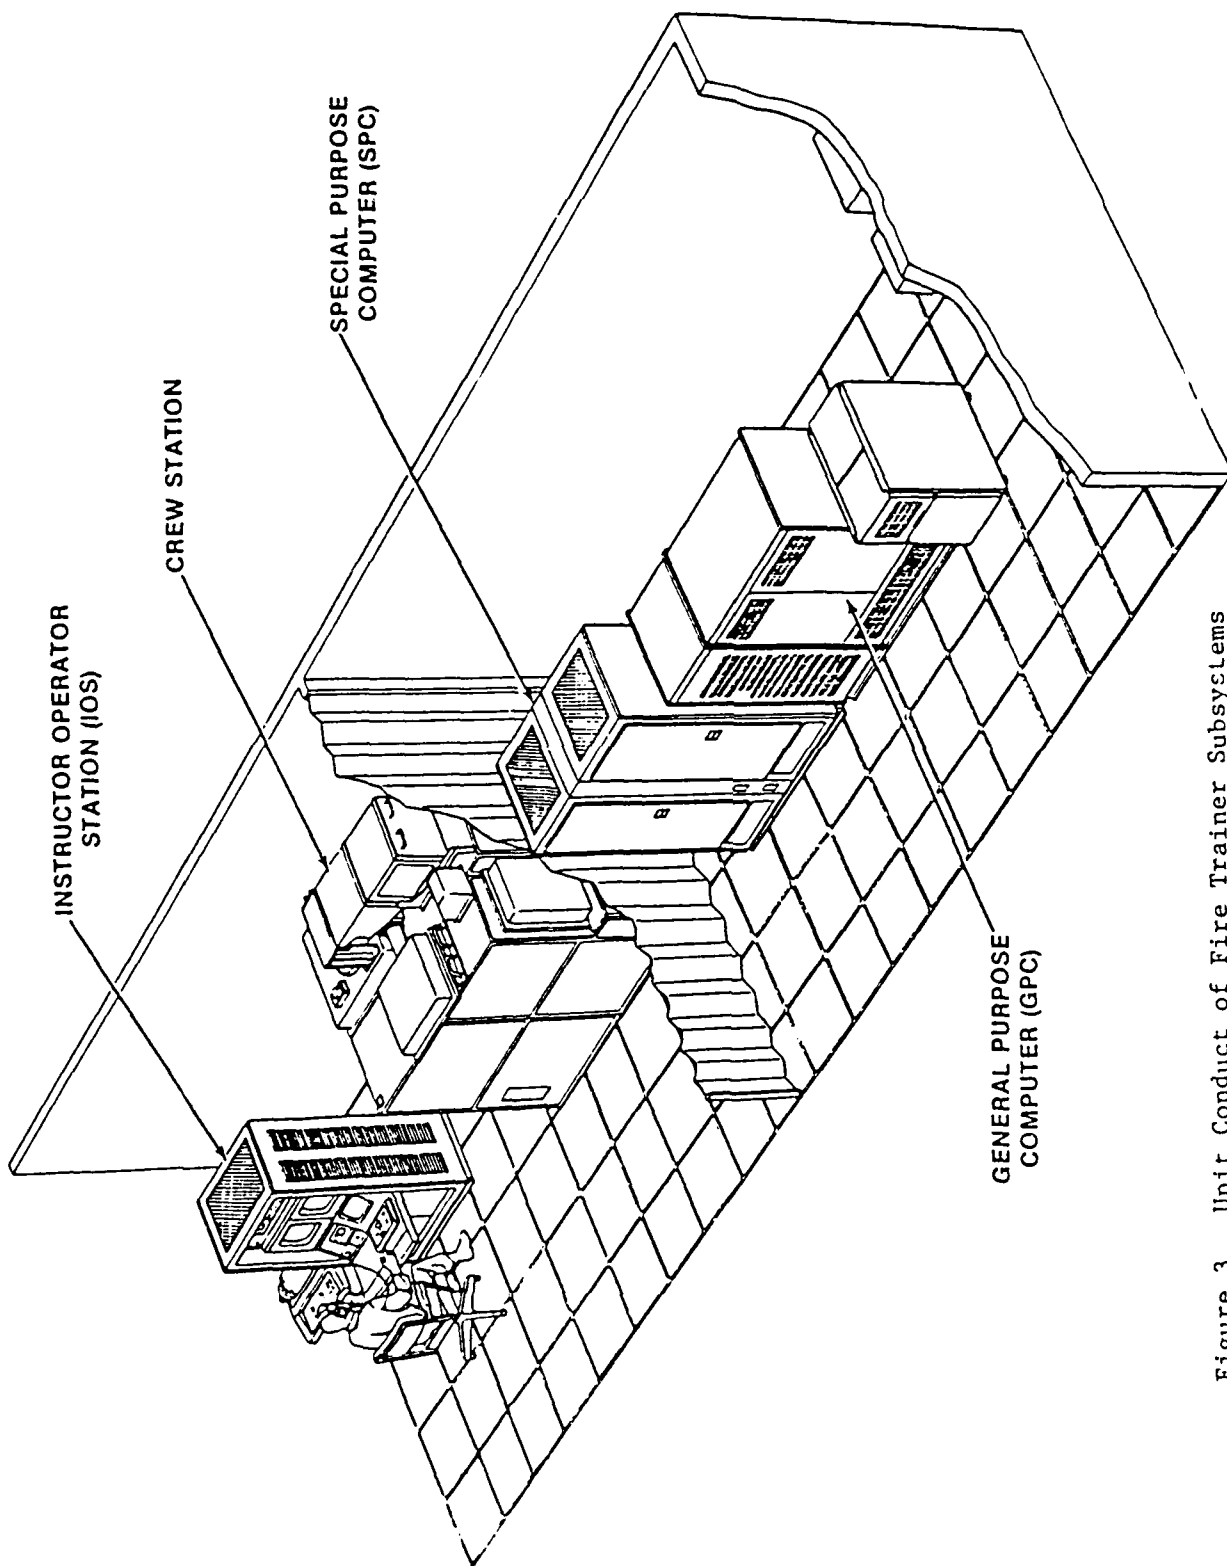 INSTRUCTOR OPERATOR
STATION (IOS)
CREW STATION
SPECIAL PURPOSE
COMPUTER (SPC)
GENERAL PURPOSE
COMPUTER (GPC)
Figure 3 Unit Conduct of Fire Trainer Subsystems